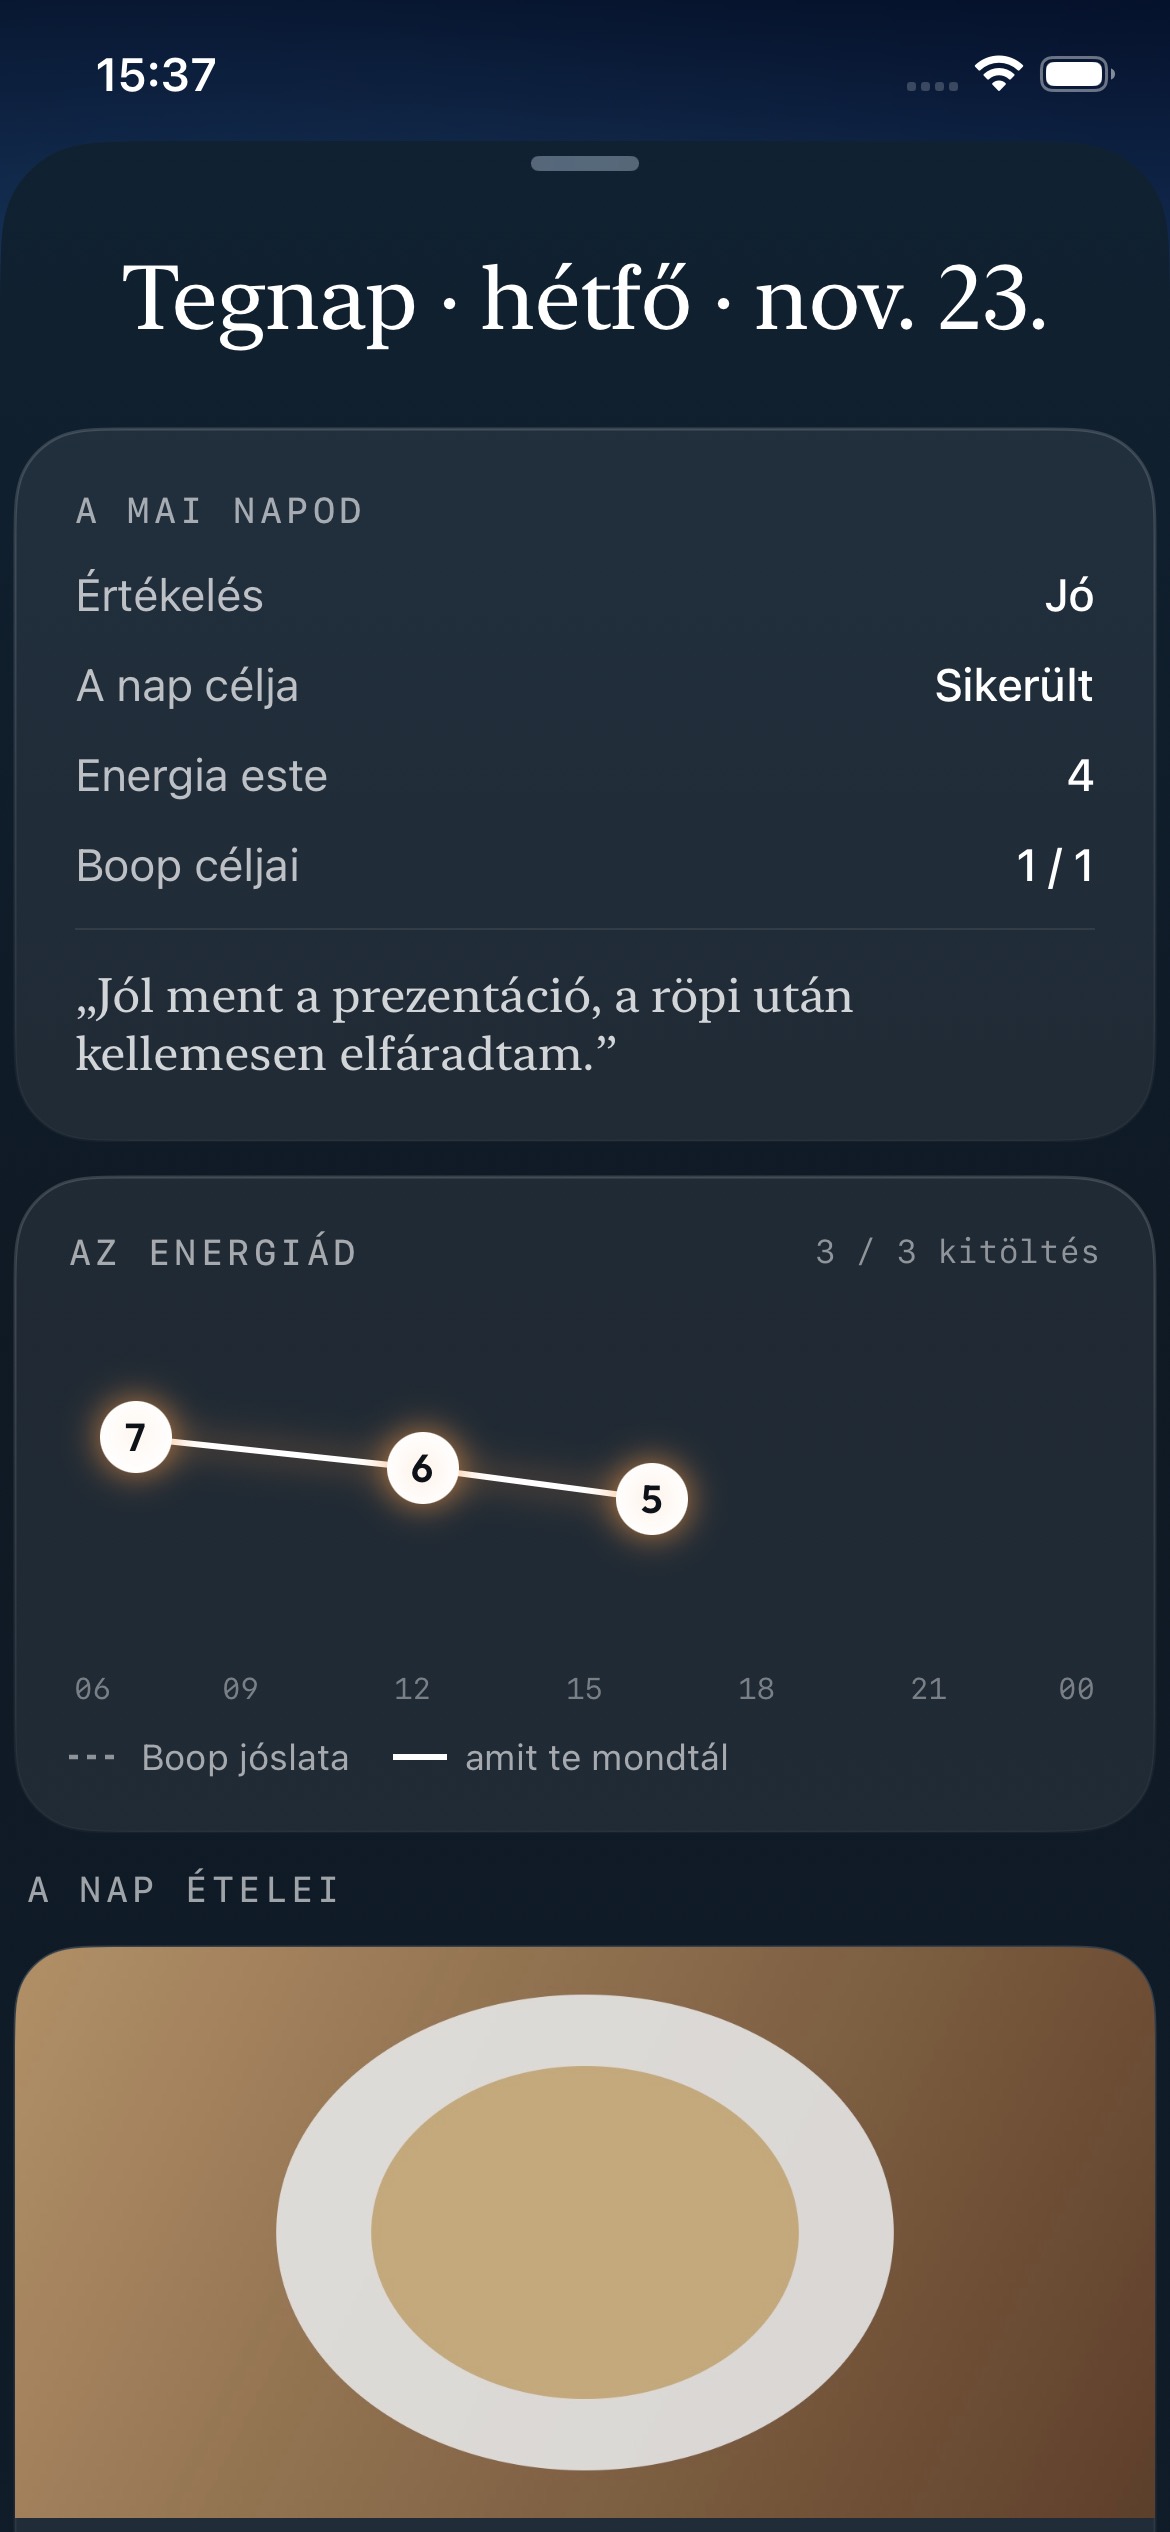 15:37
Tegnap · hétfő · nov. 23.
A MAI NAPOD
Értékelés Jó
A nap célja Sikerült
Energia este 4
Boop céljai 1 / 1
„Jól ment a prezentáció, a röpi után
kellemesen elfáradtam.”
AZ ENERGIÁD 3 / 3 kitöltés
7
6
5
06 09 12 15 18 21 00
Boop jóslata amit te mondtál
A NAP ÉTELEI